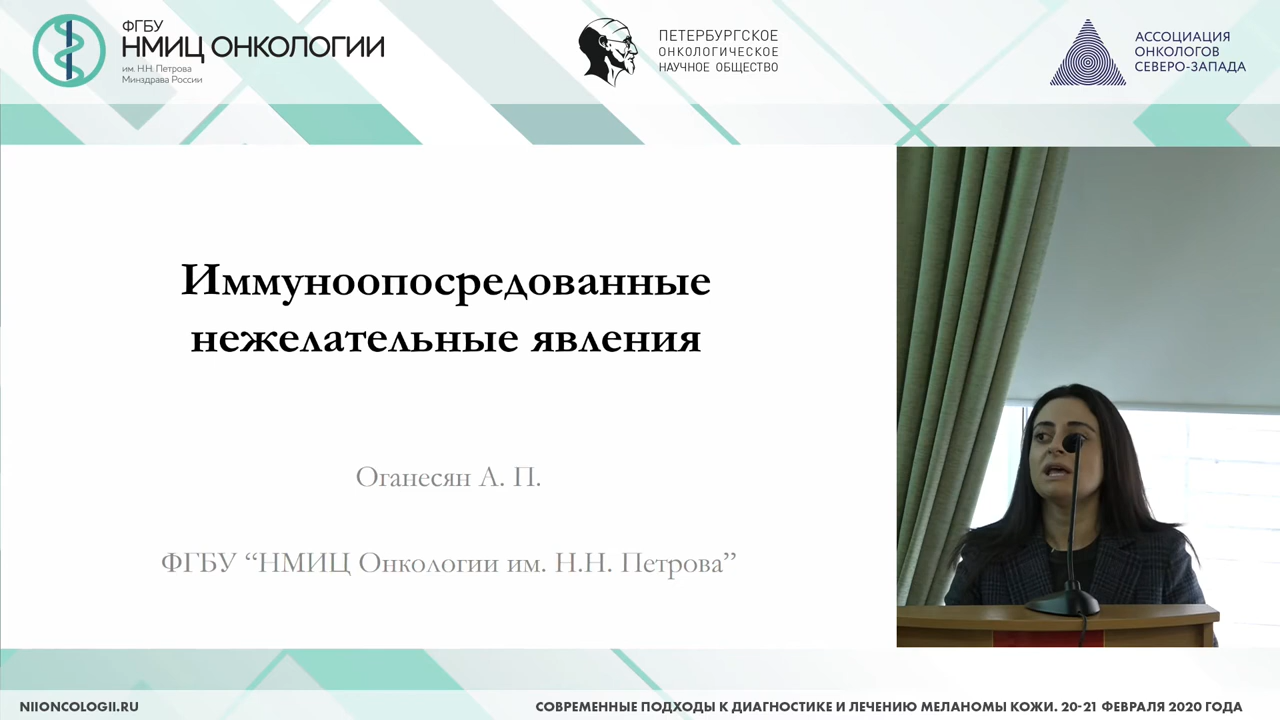 ФГБУ
НМИЦ ОНКОЛОГИИ
им. Н.Н. Петрова
Минздрава России
ПЕТЕРБУРГСКОЕ
ОНКОЛОГИЧЕСКОЕ
НАУЧНОЕ ОБЩЕСТВО
АССОЦИАЦИЯ
ОНКОЛОГОВ
СЕВЕРО-ЗАПАДА
Иммуноопосредованные
нежелательные явления
Оганесян А. П.
ФГБУ “НМИЦ Онкологии им. Н.Н. Петрова”
NIIONCOLOGII.RU
СОВРЕМЕННЫЕ ПОДХОДЫ К ДИАГНОСТИКЕ И ЛЕЧЕНИЮ МЕЛАНОМЫ КОЖИ. 20-21 ФЕВРАЛЯ 2020 ГОДА